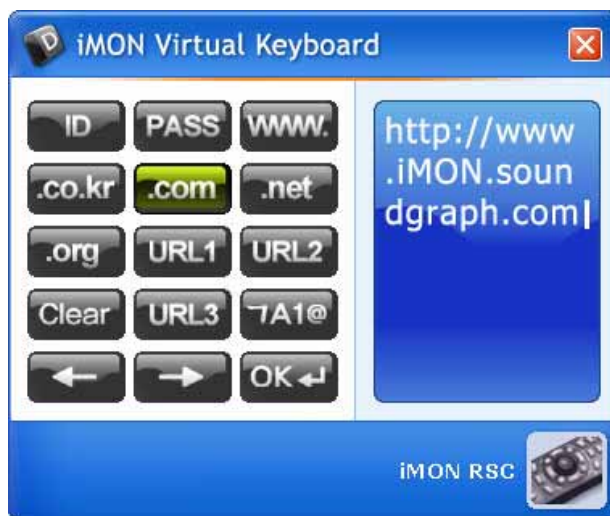 D
iMON Virtual Keyboard
ID PASS WWW.
.co.kr .com .net
.org URL1 URL2
Clear URL3 ㄱA1@
← → OK↵
http://www
.iMON.soun
dgraph.com
iMON RSC